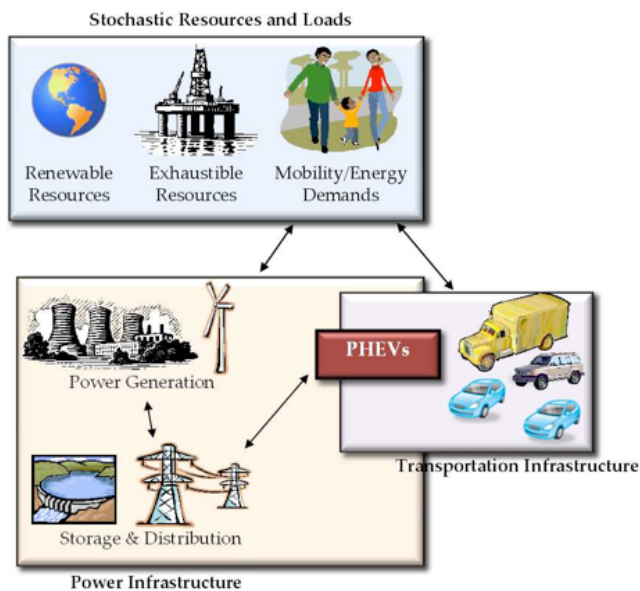 Stochastic Resources and Loads
Renewable
Resources
Exhaustible
Resources
Mobility/Energy
Demands
PHEVs
Power Generation
Transportation Infrastructure
Storage & Distribution
Power Infrastructure